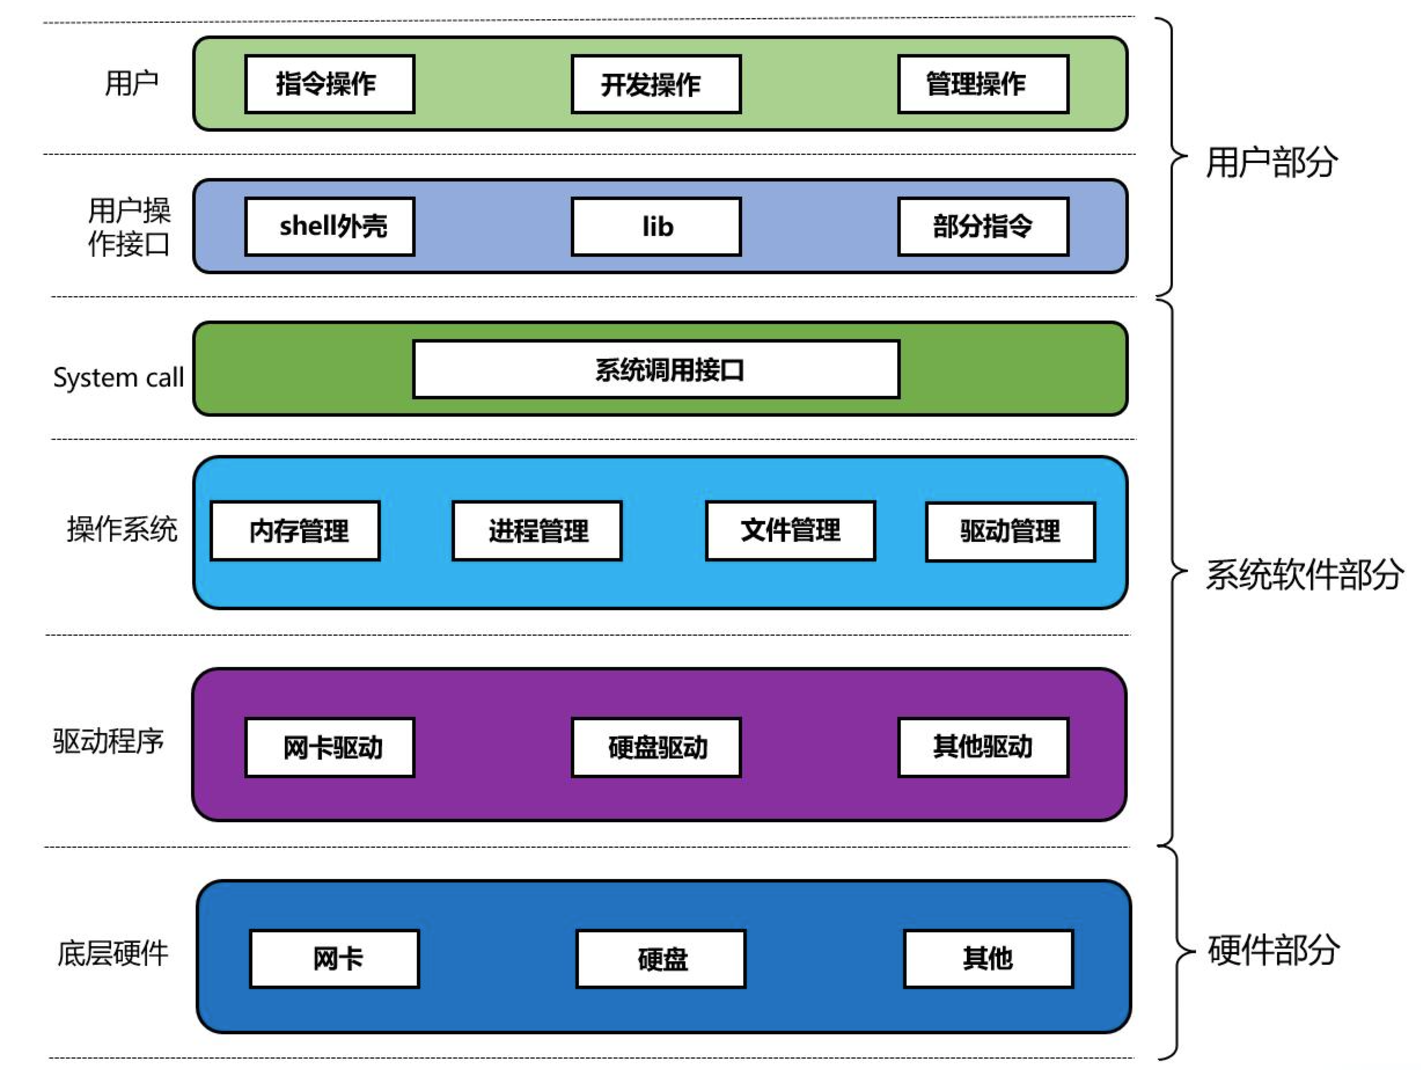 用户
指令操作
开发操作
管理操作
用户部分
用户操
作接口
shell外壳
lib
部分指令
System call
系统调用接口
操作系统
内存管理
进程管理
文件管理
驱动管理
系统软件部分
驱动程序
网卡驱动
硬盘驱动
其他驱动
底层硬件
网卡
硬盘
其他
硬件部分